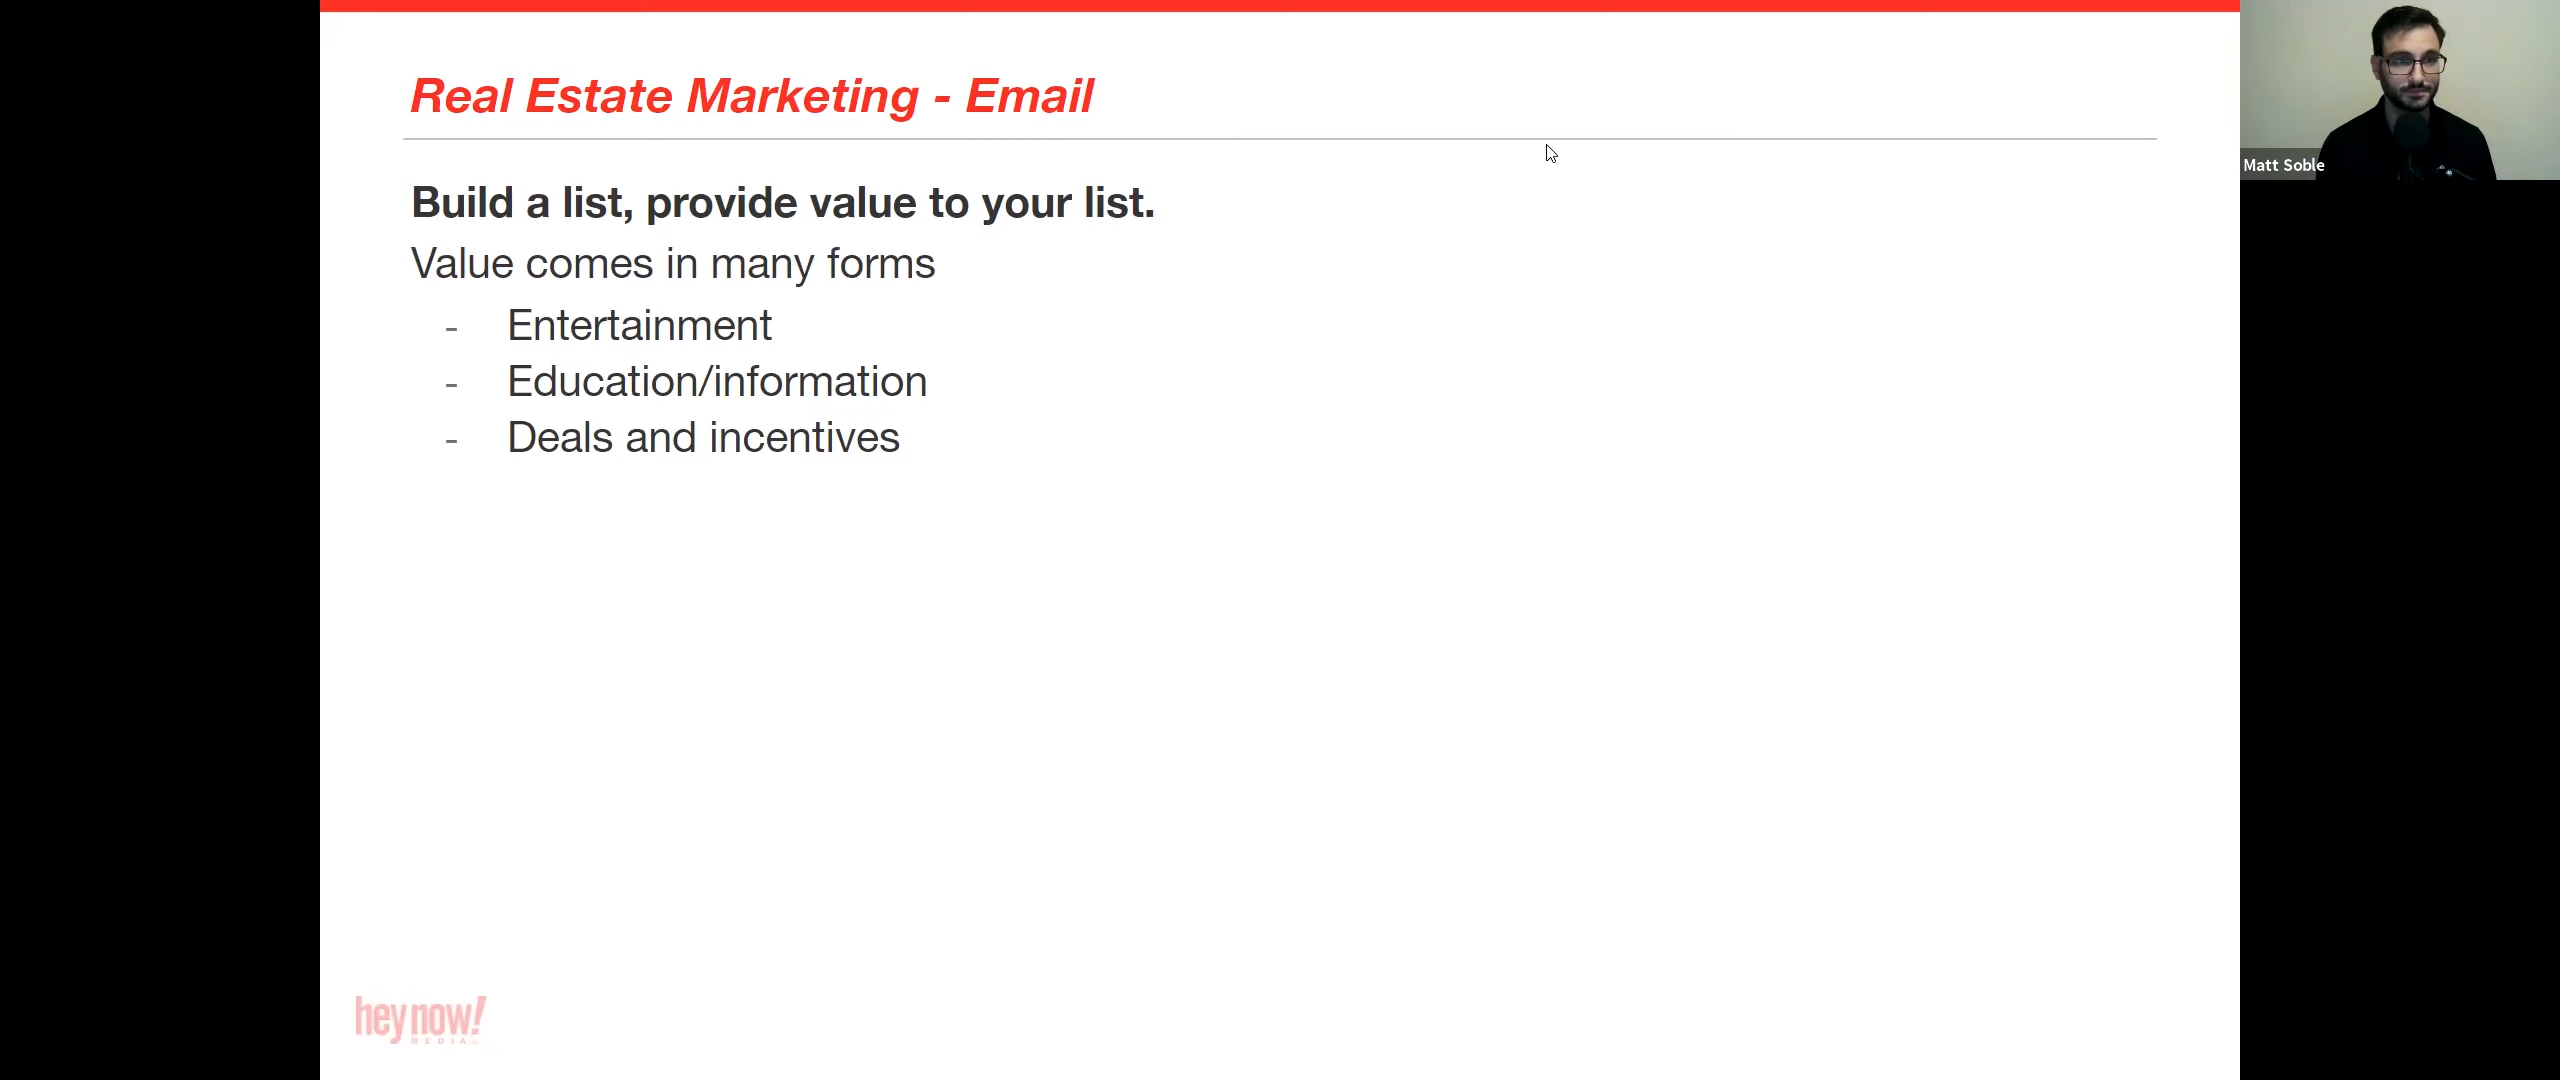 Real Estate Marketing - Email
Matt Soble
Build a list, provide value to your list.
Value comes in many forms
- Entertainment
- Education/information
- Deals and incentives
hey now!
MEDIA